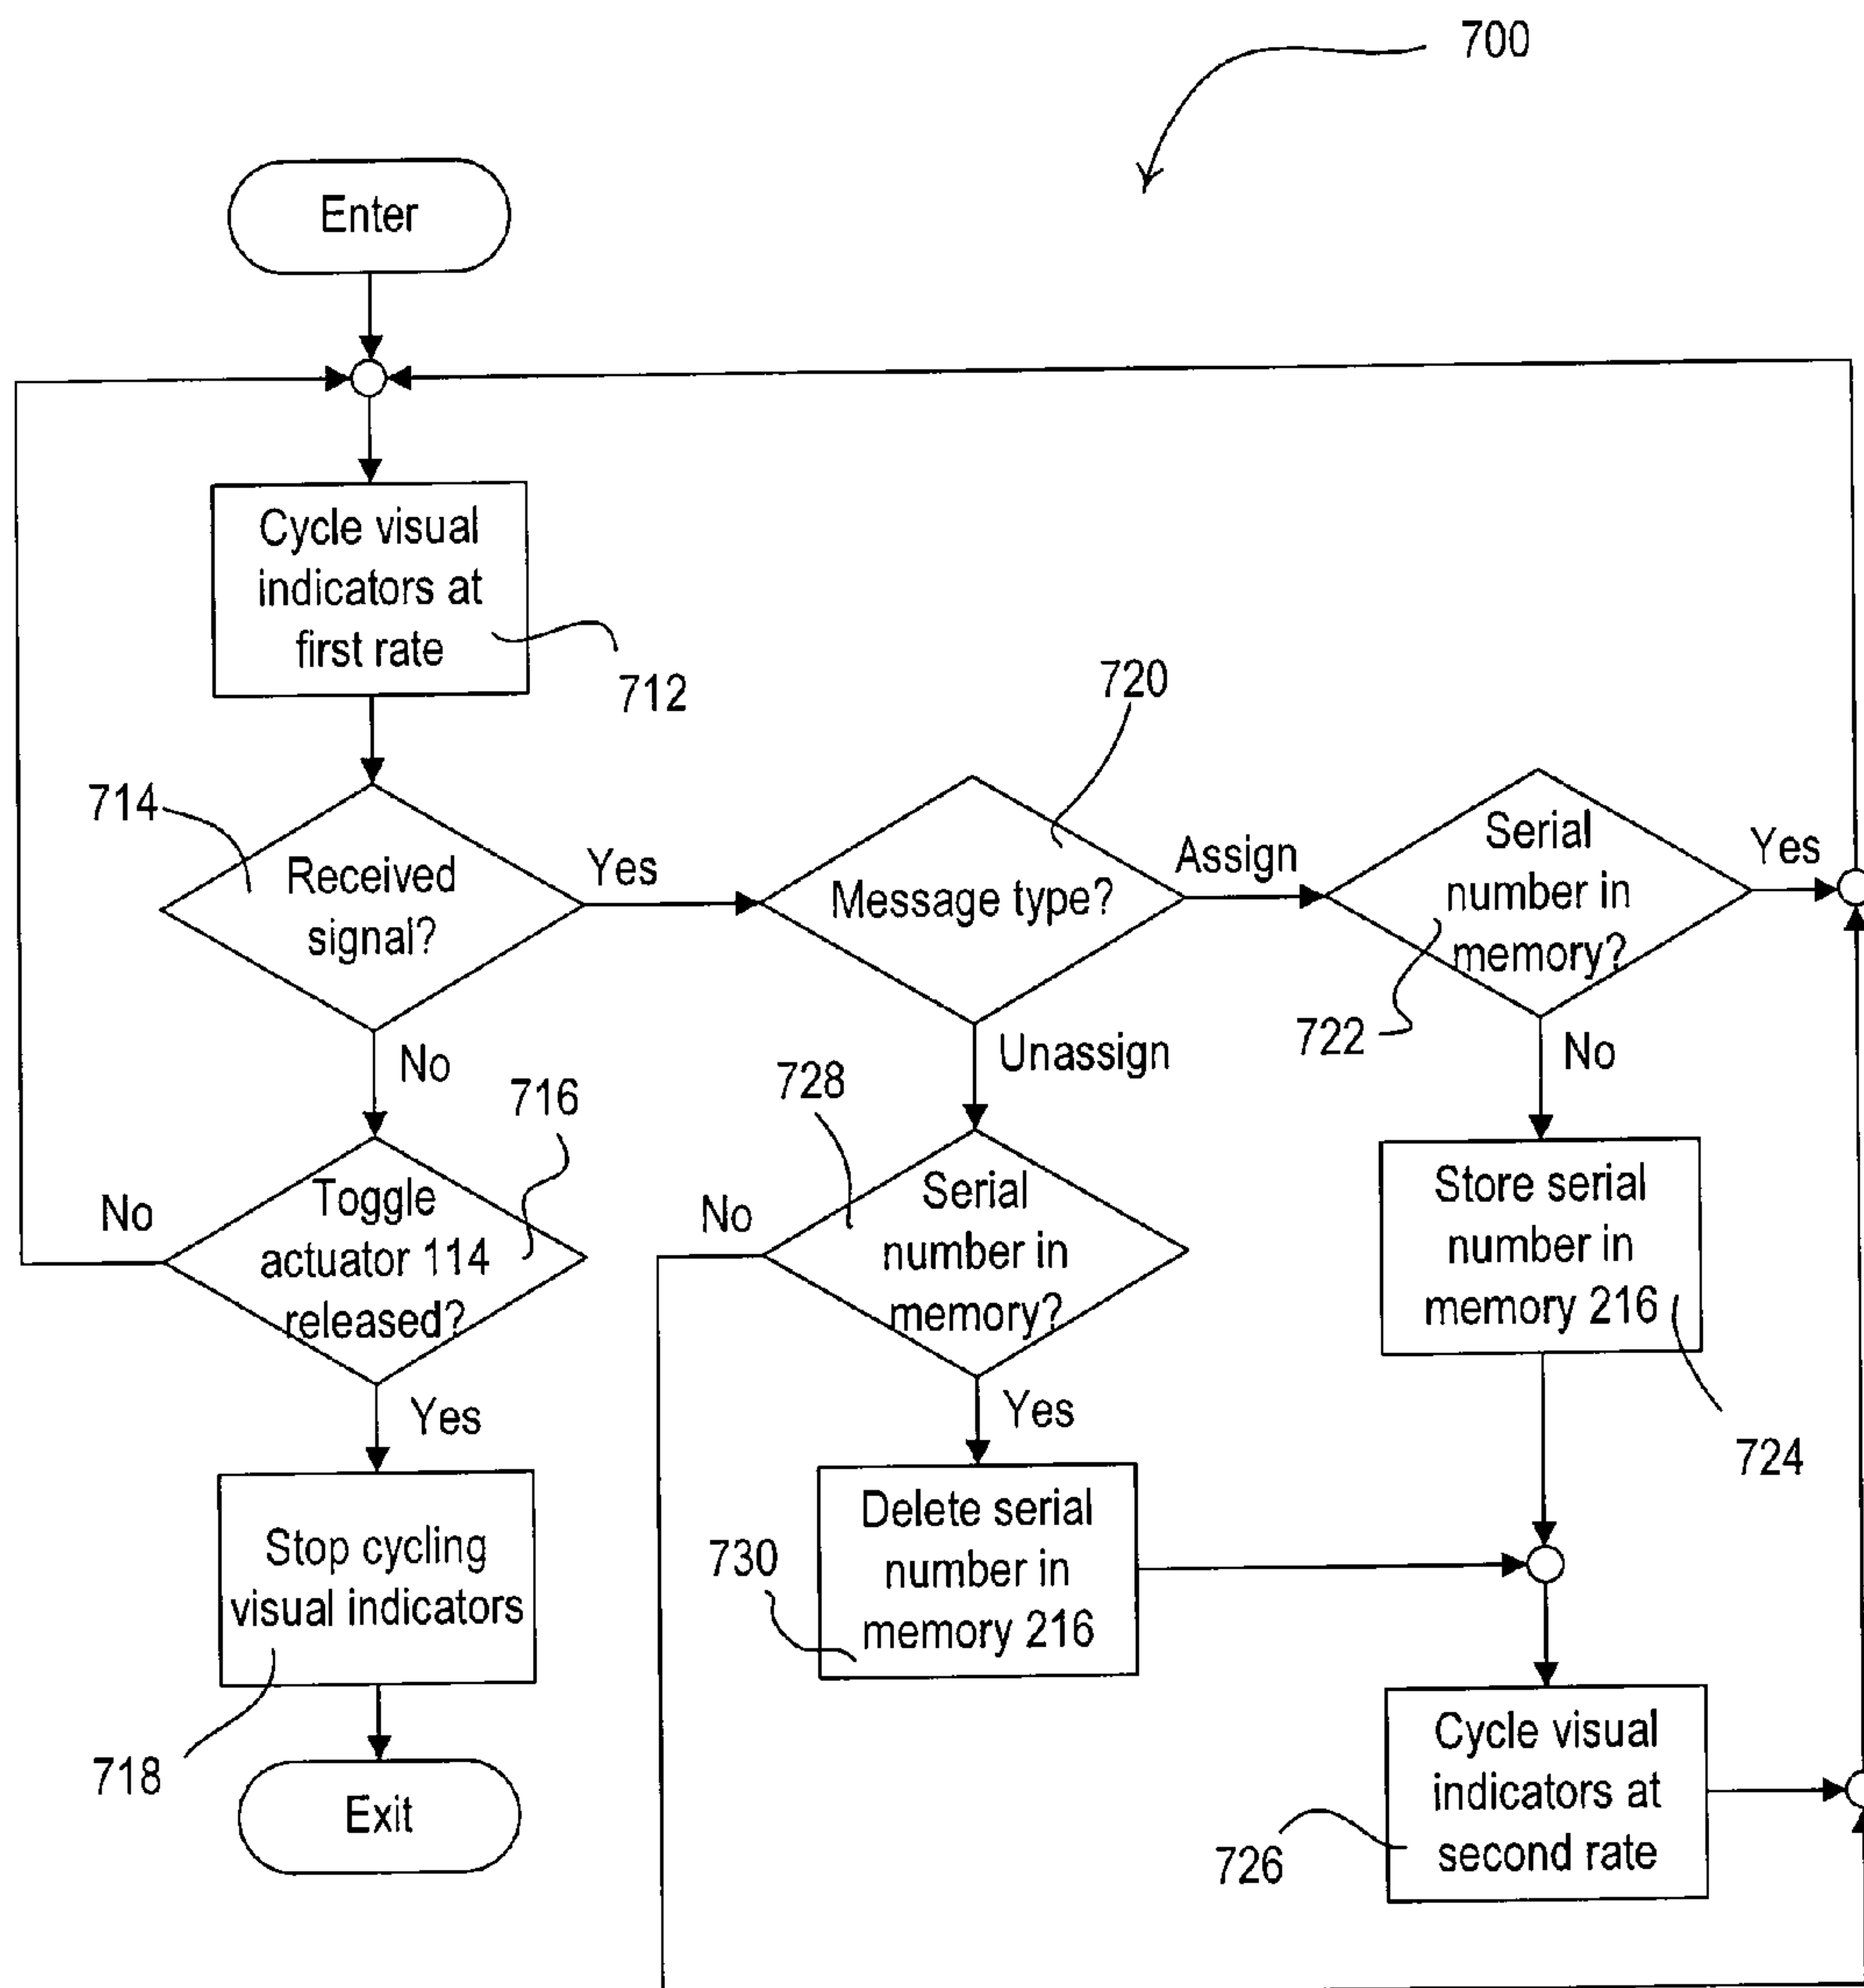 700
Enter
Cycle visual
indicators at
first rate
712
720
714
Received
signal?
Yes
Message type?
Assign
Serial
number in
memory?
Yes
722
No
Unassign
No
716
728
Toggle
actuator 114
released?
No
Serial
number in
memory?
No
Store serial
number in
memory 216
724
Yes
Yes
Stop cycling
visual indicators
718
Delete serial
number in
memory 216
730
Cycle visual
indicators at
second rate
726
Exit